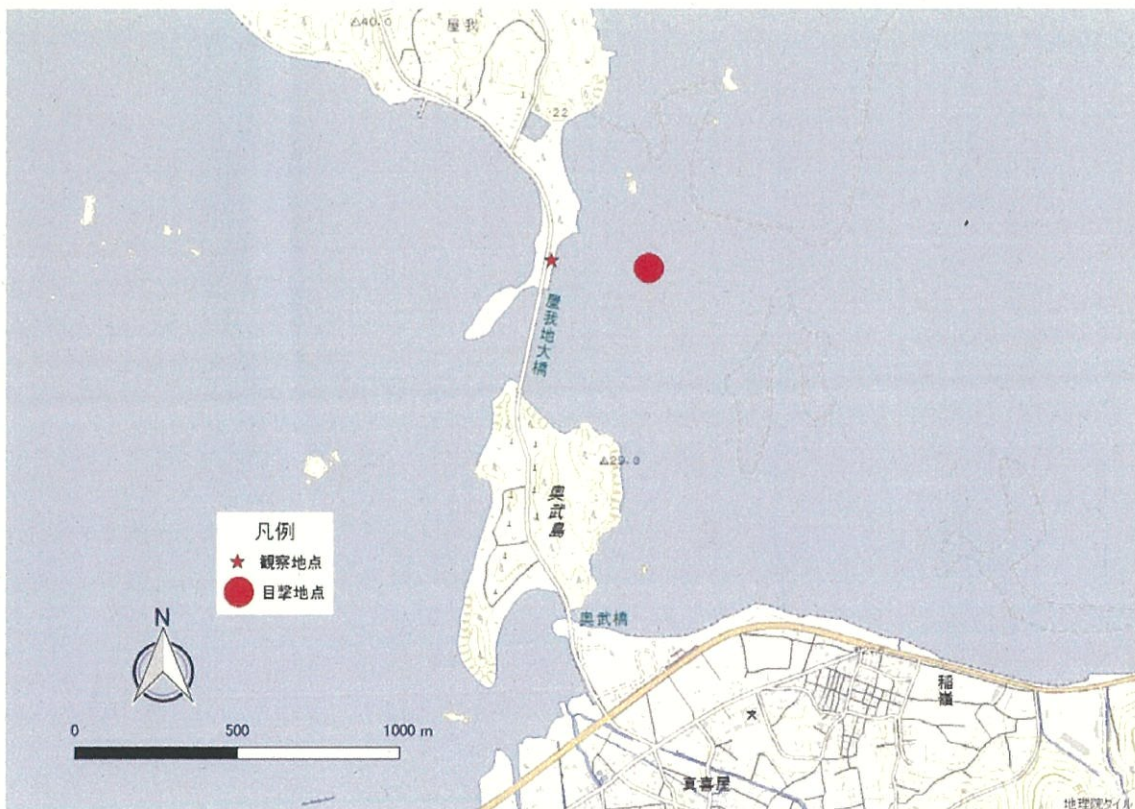 △40.0
屋我
・22
屋我地大橋
△29.0
奥武島
凡例
観察地点
目撃地点
N
奥武橋
稲嶺
文
0 500 1000 m
真喜屋
地理院タイル